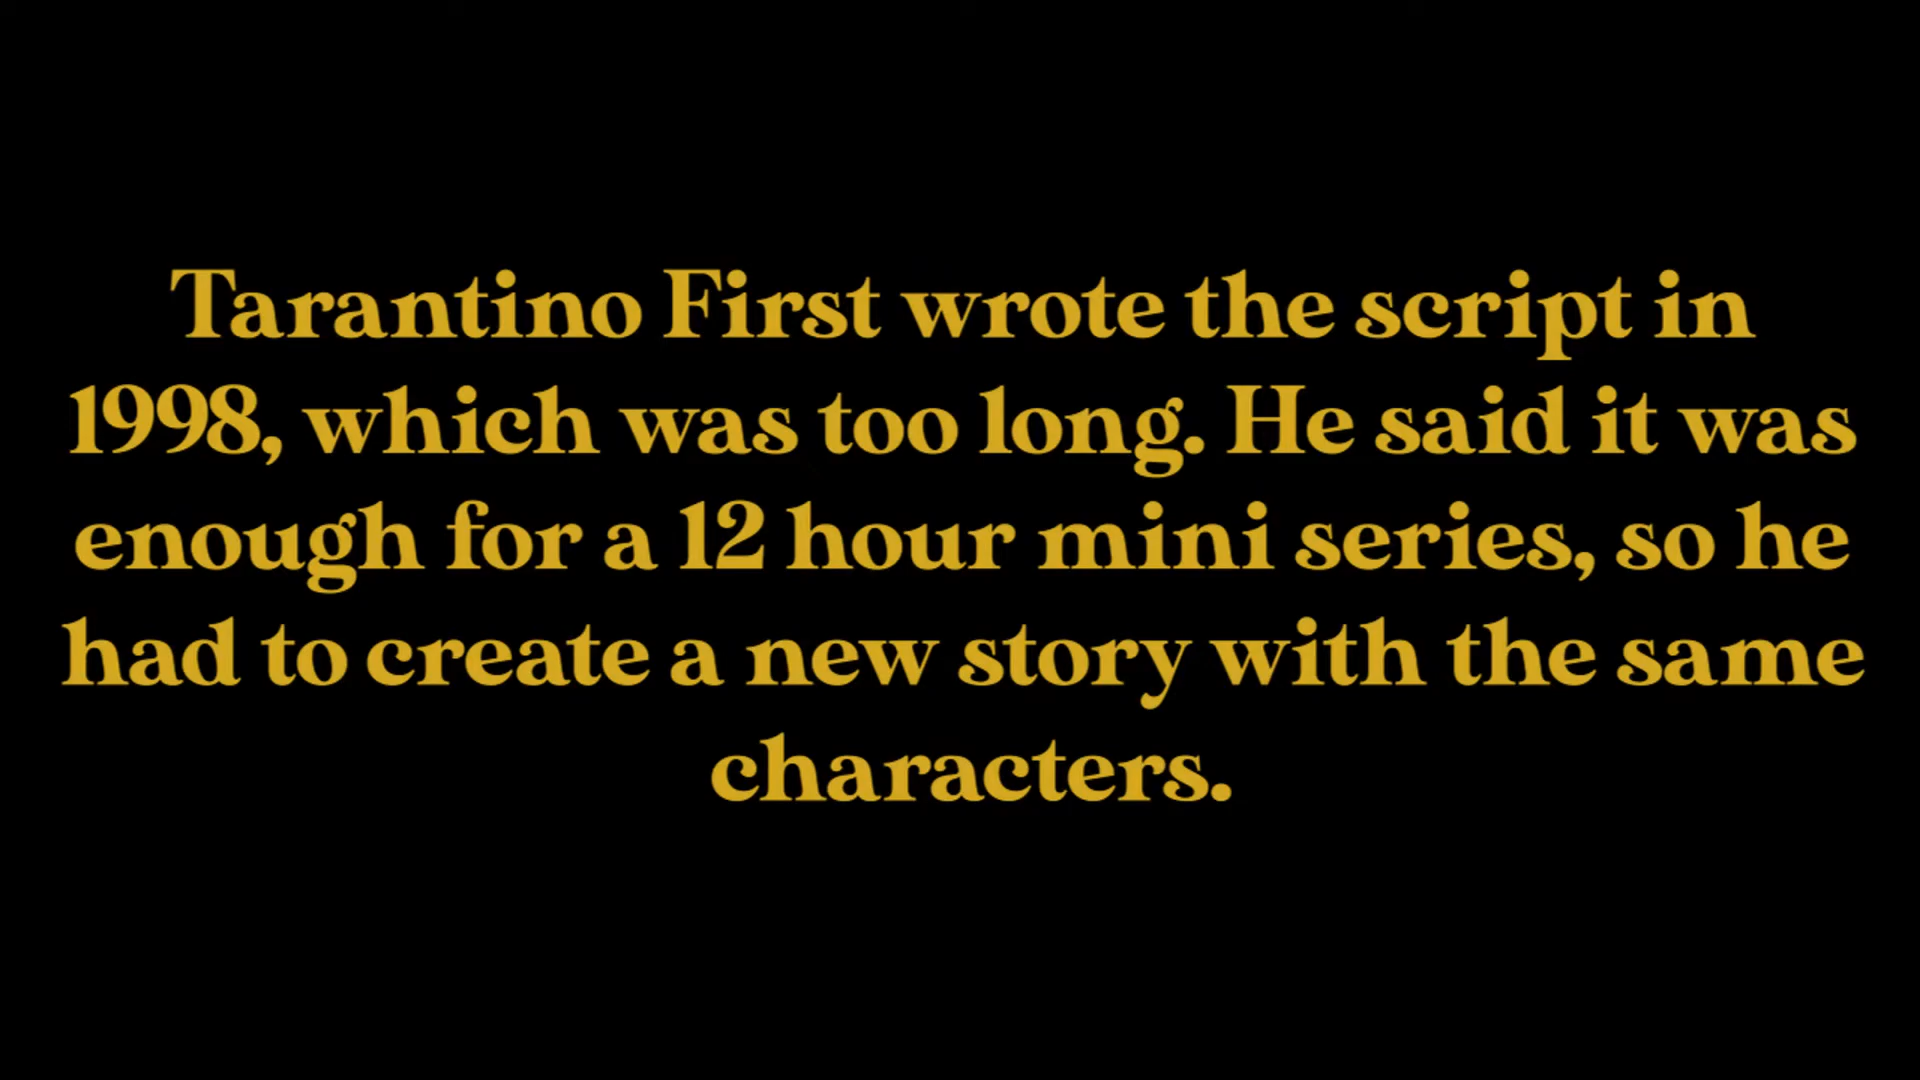 Tarantino First wrote the script in
1998, which was too long. He said it was
enough for a 12 hour mini series, so he
had to create a new story with the same
characters.